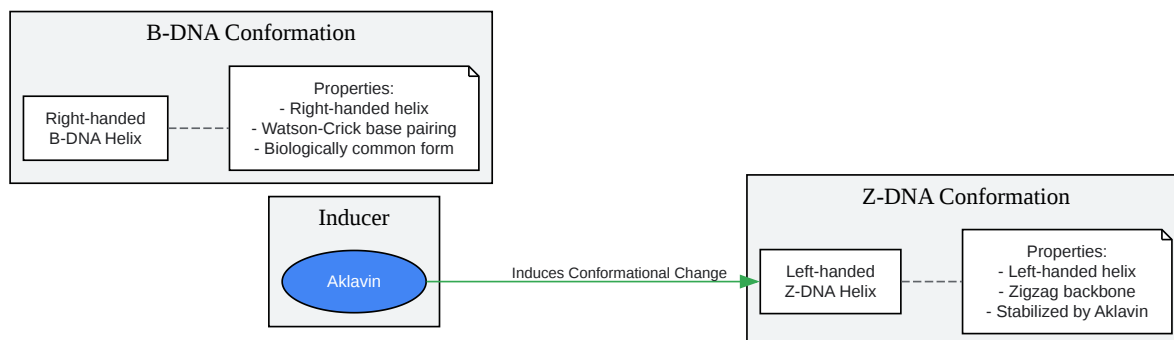 B-DNA Conformation
Right-handed
B-DNA Helix
Properties:
- Right-handed helix
- Watson-Crick base pairing
- Biologically common form
Inducer
Aklavin
Induces Conformational Change
Z-DNA Conformation
Left-handed
Z-DNA Helix
Properties:
- Left-handed helix
- Zigzag backbone
- Stabilized by Aklavin